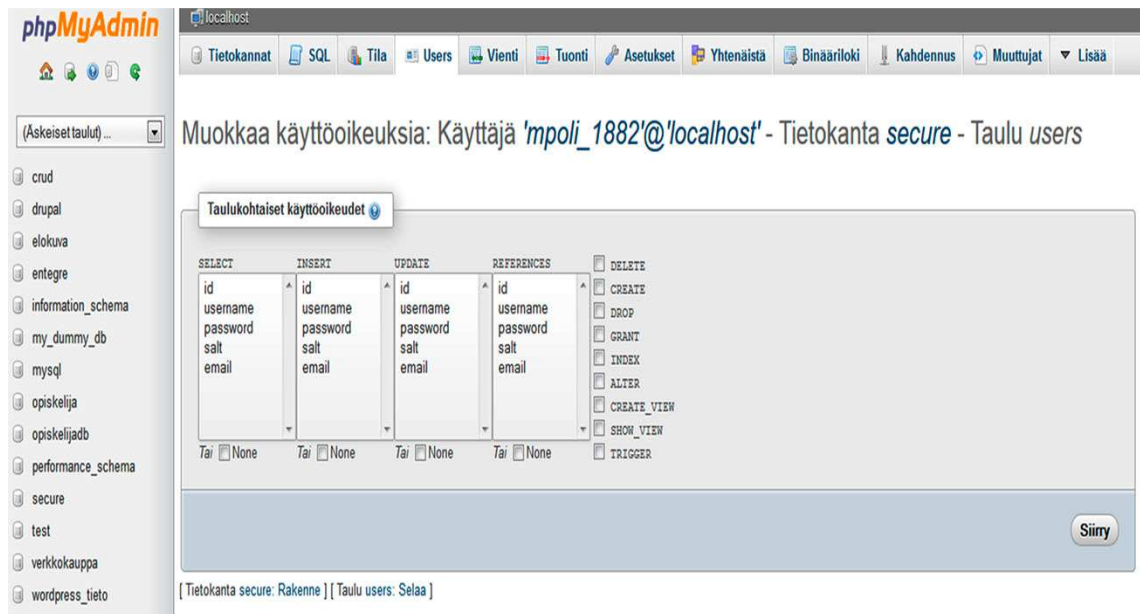 phpMyAdmin
localhost
Tietokannat SQL Tila Users Vienti Tuonti Asetukset Yhtenäistä Binääriloki Kahdennus Muuttujat Lisää
(Äskeiset taulut) ...
crud
drupal
elokuva
entegre
information_schema
my_dummy_db
mysql
opiskelija
opiskelijadb
performance_schema
secure
test
verkkokauppa
wordpress_tieto
Muokkaa käyttöoikeuksia: Käyttäjä 'mpoli_1882'@'localhost' - Tietokanta secure - Taulu users
Taulukohtaiset käyttöoikeudet
SELECT
id
username
password
salt
email
Tai None
INSERT
id
username
password
salt
email
Tai None
UPDATE
id
username
password
salt
email
Tai None
REFERENCES
id
username
password
salt
email
Tai None
DELETE
CREATE
DROP
GRANT
INDEX
ALTER
CREATE_VIEW
SHOW_VIEW
TRIGGER
Siirry
[ Tietokanta secure: Rakenne ] [ Taulu users: Selaa ]